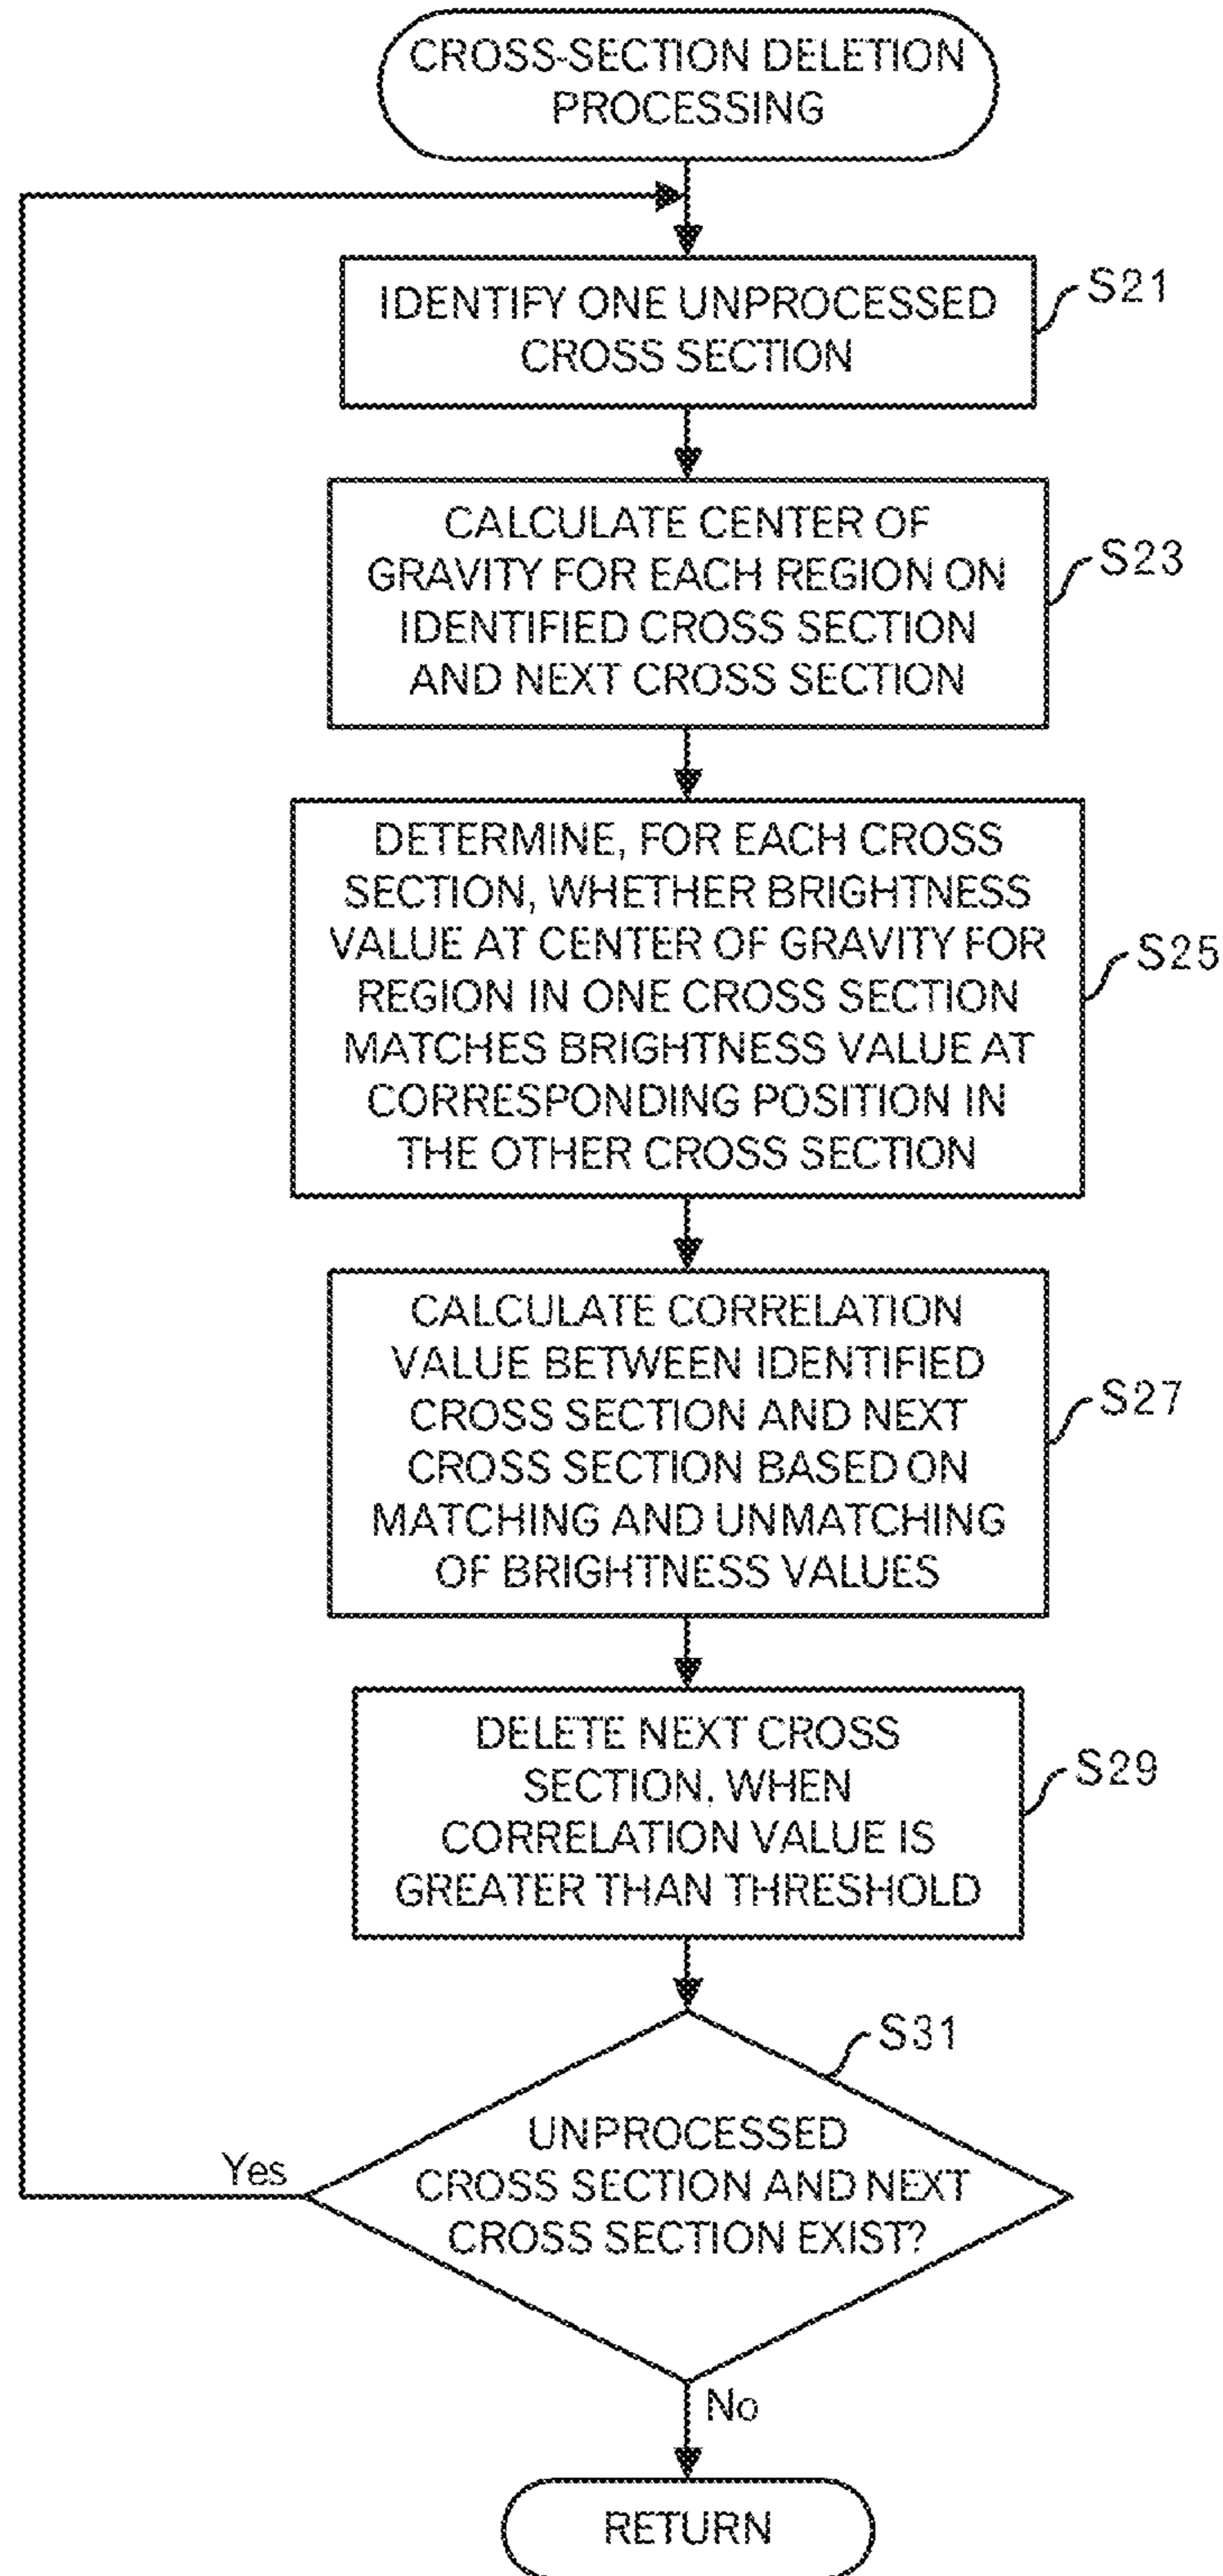 CROSS-SECTION DELETION
PROCESSING
IDENTIFY ONE UNPROCESSED
CROSS SECTION
S21
CALCULATE CENTER OF
GRAVITY FOR EACH REGION ON
IDENTIFIED CROSS SECTION
AND NEXT CROSS SECTION
S23
DETERMINE, FOR EACH CROSS
SECTION, WHETHER BRIGHTNESS
VALUE AT CENTER OF GRAVITY FOR
REGION IN ONE CROSS SECTION
MATCHES BRIGHTNESS VALUE AT
CORRESPONDING POSITION IN
THE OTHER CROSS SECTION
S25
CALCULATE CORRELATION
VALUE BETWEEN IDENTIFIED
CROSS SECTION AND NEXT
CROSS SECTION BASED ON
MATCHING AND UNMATCHING
OF BRIGHTNESS VALUES
S27
DELETE NEXT CROSS
SECTION, WHEN
CORRELATION VALUE IS
GREATER THAN THRESHOLD
S29
S31
UNPROCESSED
CROSS SECTION AND NEXT
CROSS SECTION EXIST?
Yes
No
RETURN